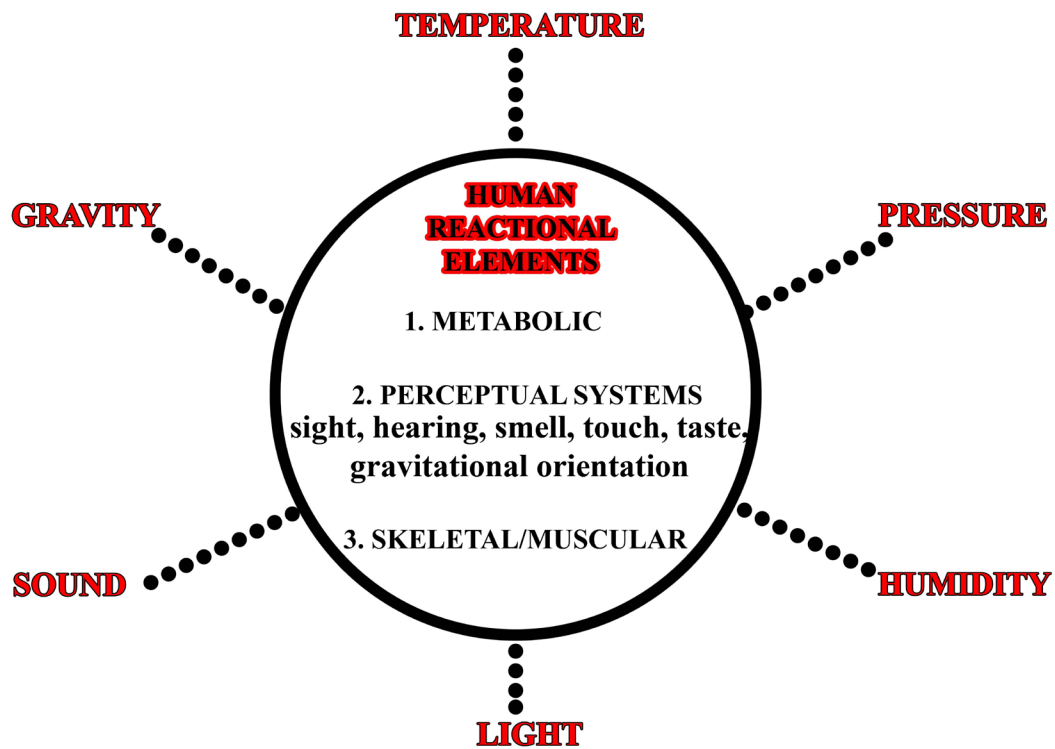 TEMPERATURE
GRAVITY
PRESSURE
HUMAN
REACTIONAL
ELEMENTS
1. METABOLIC
2. PERCEPTUAL SYSTEMS
sight, hearing, smell, touch, taste,
gravitational orientation
3. SKELETAL/MUSCULAR
SOUND
HUMIDITY
LIGHT